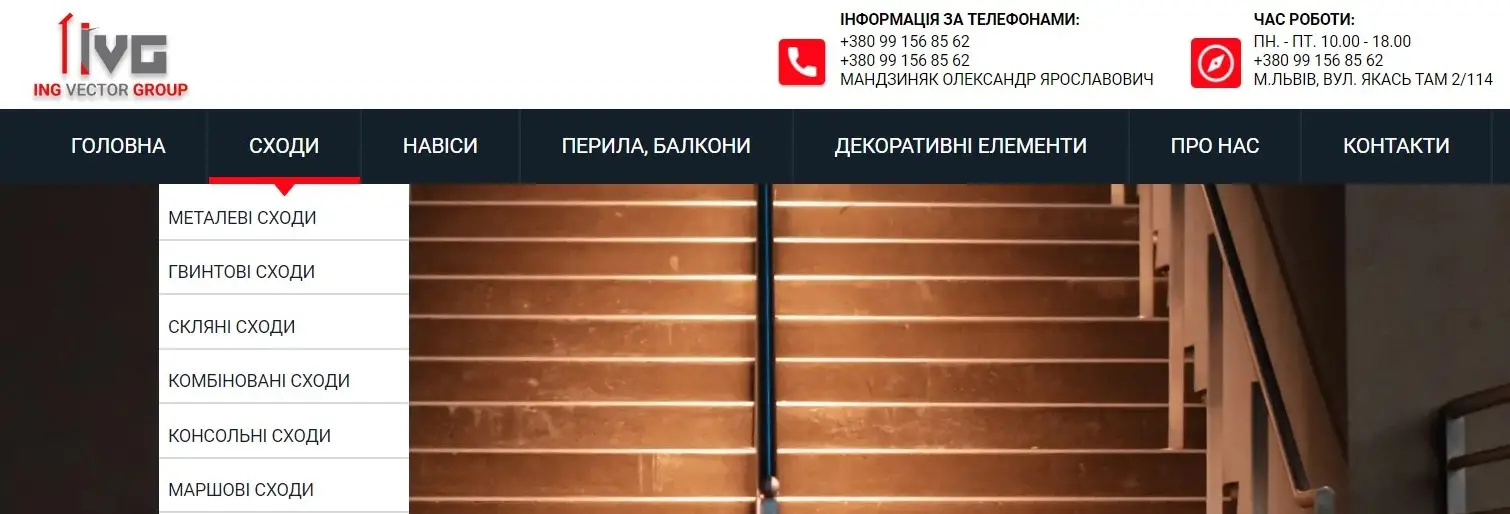 IVG
ING VECTOR GROUP
ІНФОРМАЦІЯ ЗА ТЕЛЕФОНАМИ:
+380 99 156 85 62
+380 99 156 85 62
МАНДЗИНЯК ОЛЕКСАНДР ЯРОСЛАВОВИЧ
ЧАС РОБОТИ:
ПН. - ПТ. 10.00 - 18.00
+380 99 156 85 62
М.ЛЬВІВ, ВУЛ. ЯКАСЬ ТАМ 2/114
ГОЛОВНА
СХОДИ
НАВІСИ
ПЕРИЛА, БАЛКОНИ
ДЕКОРАТИВНІ ЕЛЕМЕНТИ
ПРО НАС
КОНТАКТИ
МЕТАЛЕВІ СХОДИ
ГВИНТОВІ СХОДИ
СКЛЯНІ СХОДИ
КОМБІНОВАНІ СХОДИ
КОНСОЛЬНІ СХОДИ
МАРШОВІ СХОДИ